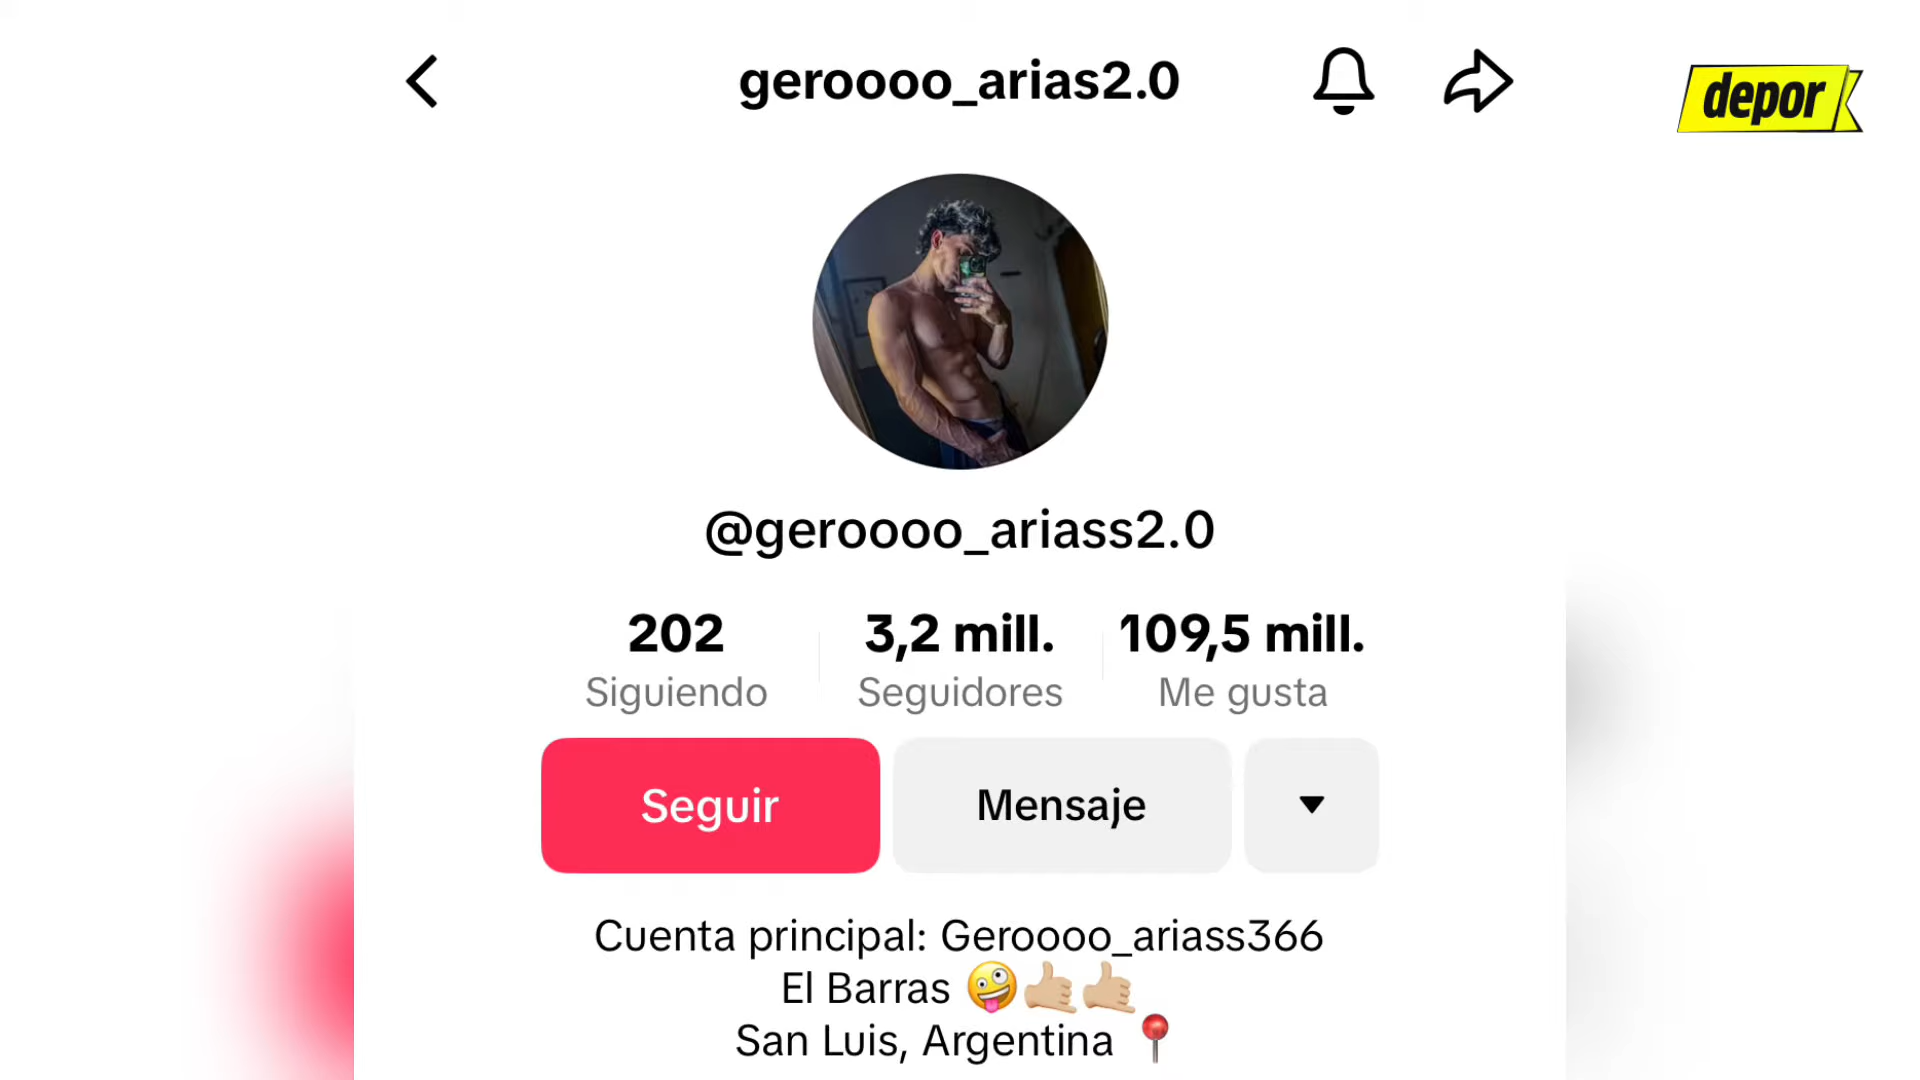 geroooo_arias2.0
depor
@geroooo_ariass2.0
202
Siguiendo
3,2 mill.
Seguidores
109,5 mill.
Me gusta
Seguir
Mensaje
Cuenta principal: Geroooo_ariass366
El Barras 🤪🤙🏼🤙🏼
San Luis, Argentina 📍